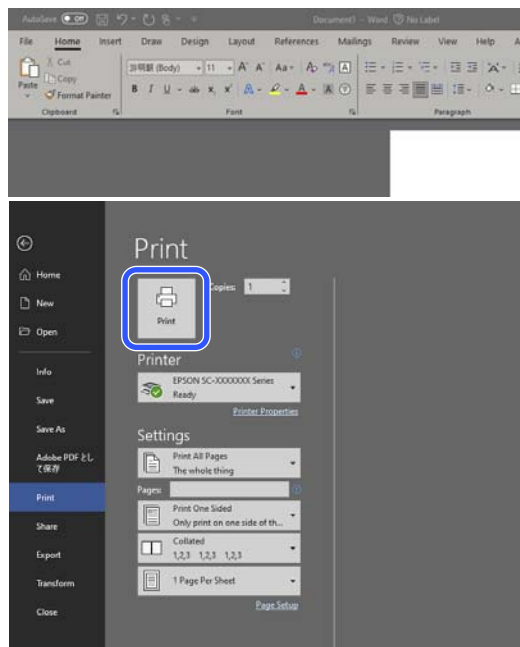 AutoSave Off Document1 - Word No Label
File Home Insert Draw Design Layout References Mailings Review View Help A
Cut
Copy
Paste Format Painter
(Body) 11 A A Aa
B I U ab x x A A A
Clipboard Font Paragraph
Print
Home
New
Open
Info
Save
Save As
Adobe PDF とし
て保存
Print
Share
Export
Transform
Close
Copies: 1
Print
Printer
EPSON SC-XXXXXXX Series
Ready
Printer Properties
Settings
Print All Pages
The whole thing
Pages:
Print One Sided
Only print on one side of th...
Collated
1,2,3 1,2,3 1,2,3
1 Page Per Sheet
Page Setup